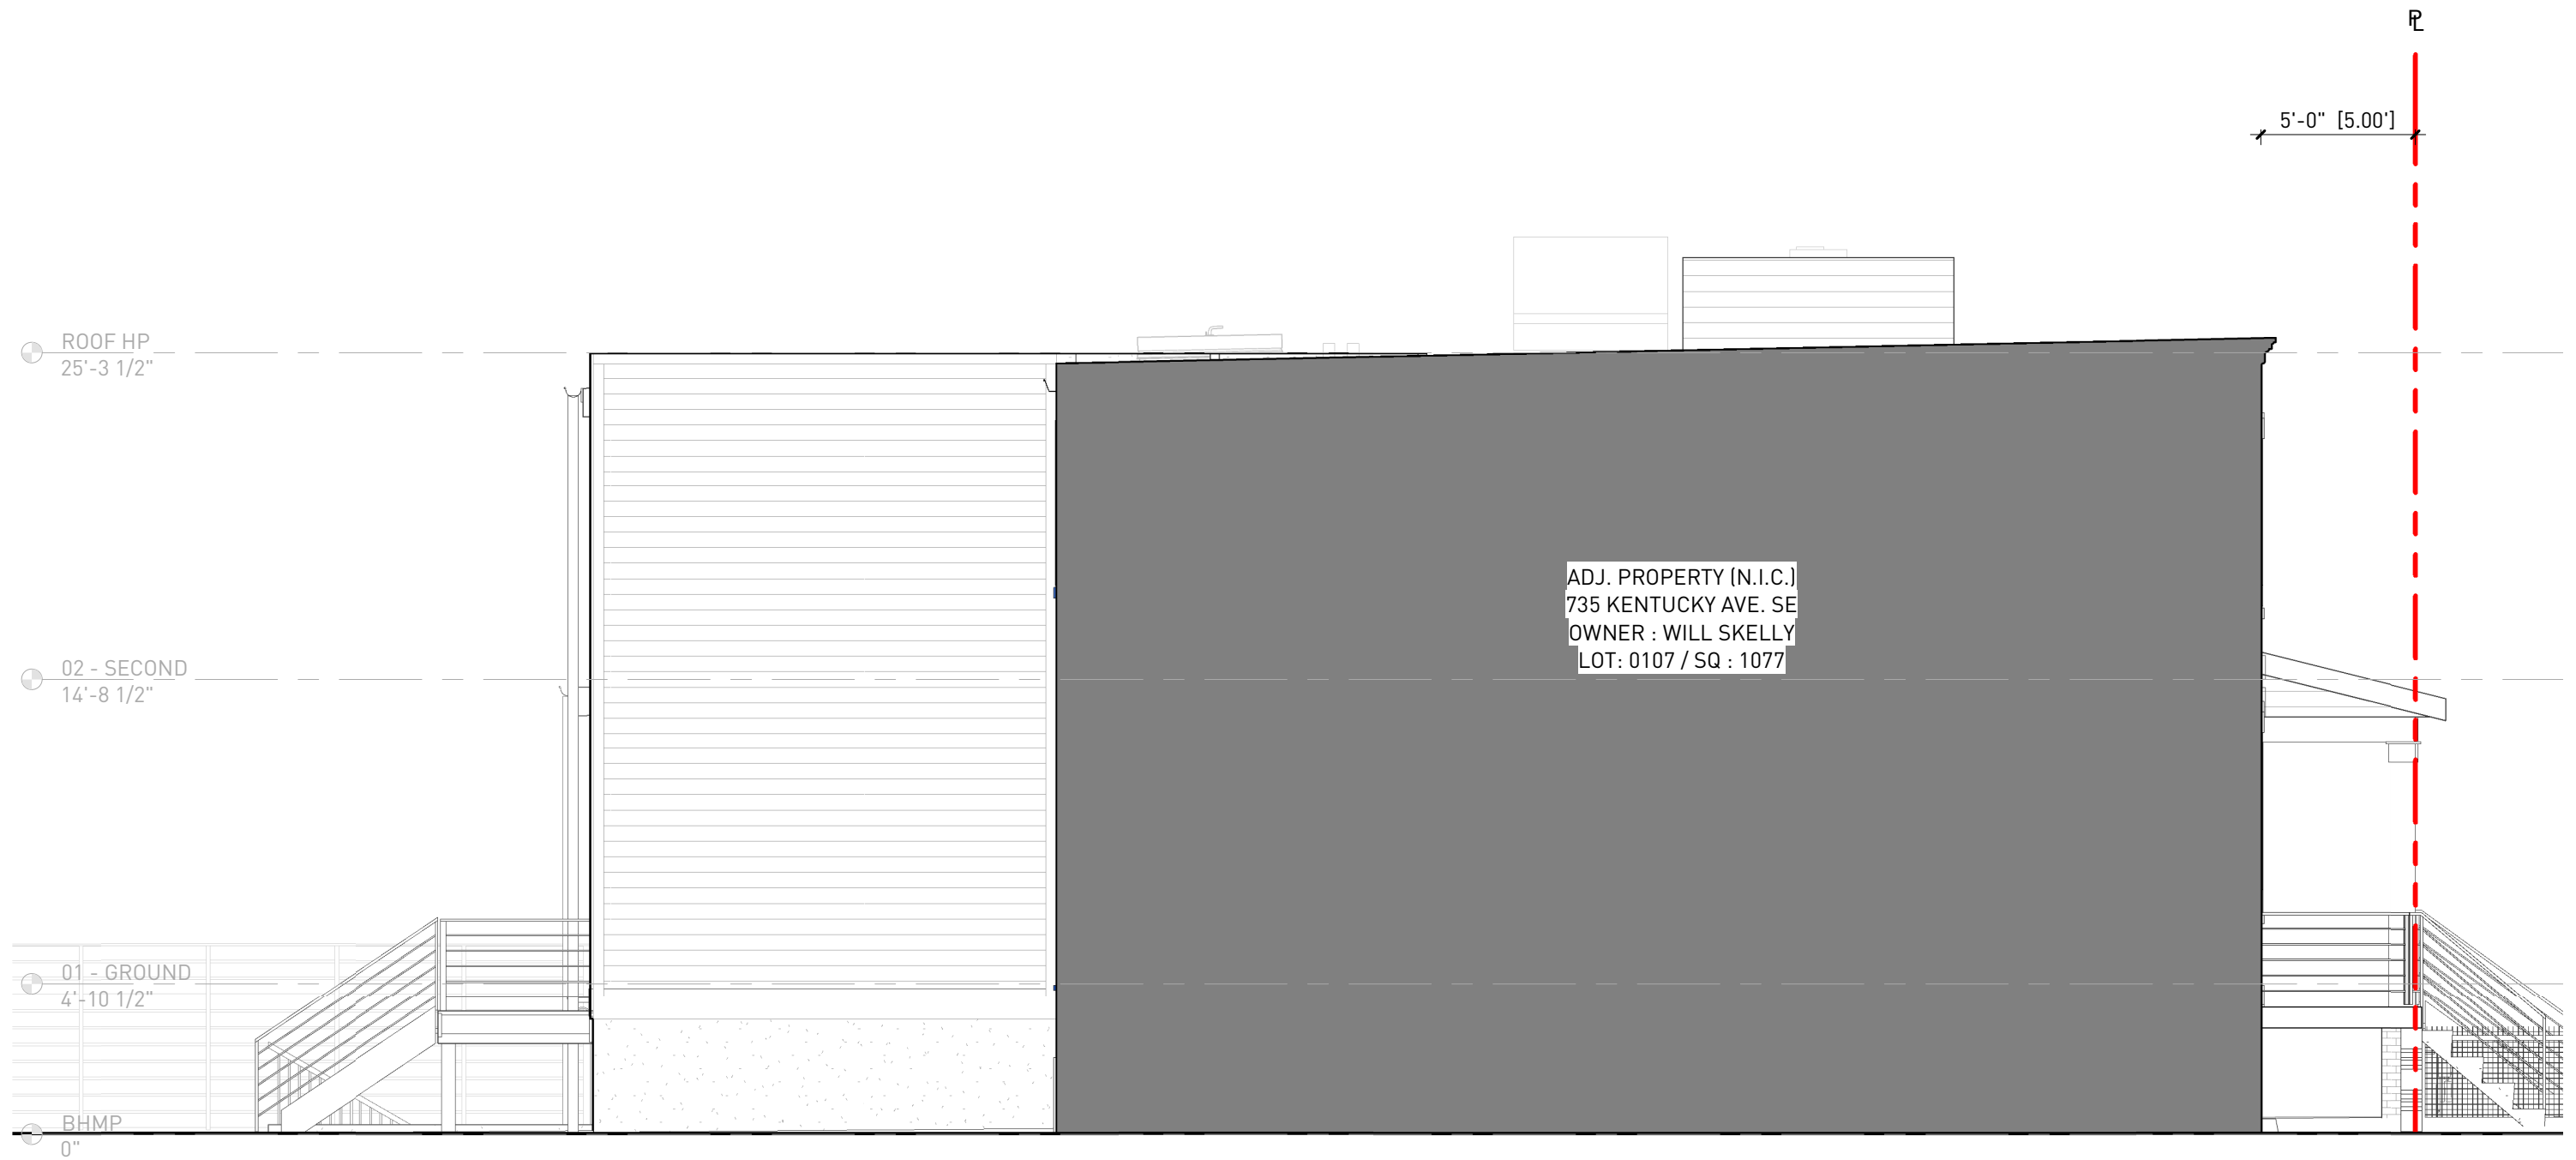 PL
5'-0" [5.00']
ROOF HP
25'-3 1/2"
ADJ. PROPERTY (N.I.C.)
735 KENTUCKY AVE. SE
OWNER : WILL SKELLY
LOT: 0107 / SQ : 1077
02 - SECOND
14'-8 1/2"
01 - GROUND
4'-10 1/2"
BHMP
0"